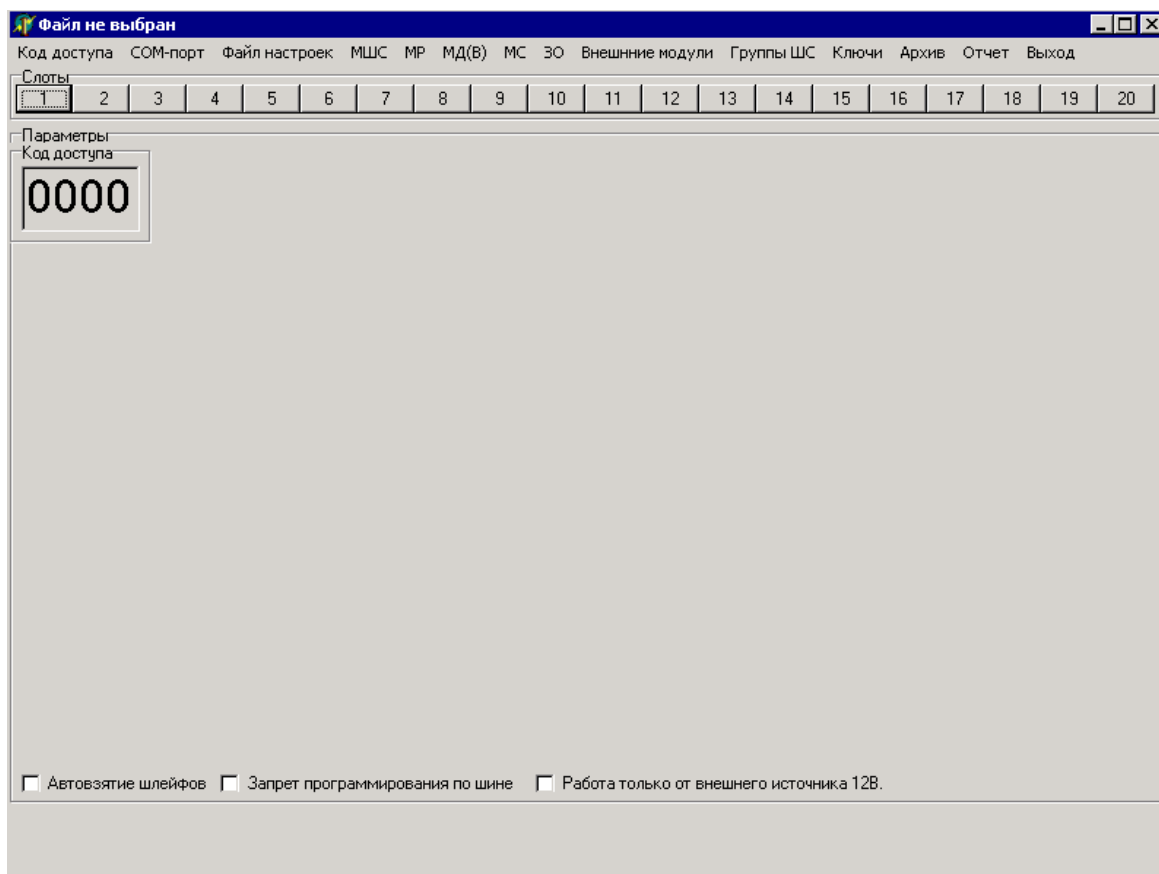 Файл не выбран
Код доступа COM-порт Файл настроек МШС МР МД(В) МС ЗО Внешнние модули Группы ШС Ключи Архив Отчет Выход
Слоты
1 2 3 4 5 6 7 8 9 10 11 12 13 14 15 16 17 18 19 20
Параметры
Код доступа
0000
Автовзятие шлейфов Запрет программирования по шине Работа только от внешнего источника 12В.